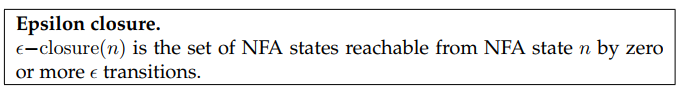 Epsilon closure.
ϵ−closure(n) is the set of NFA states reachable from NFA state n by zero
or more ϵ transitions.